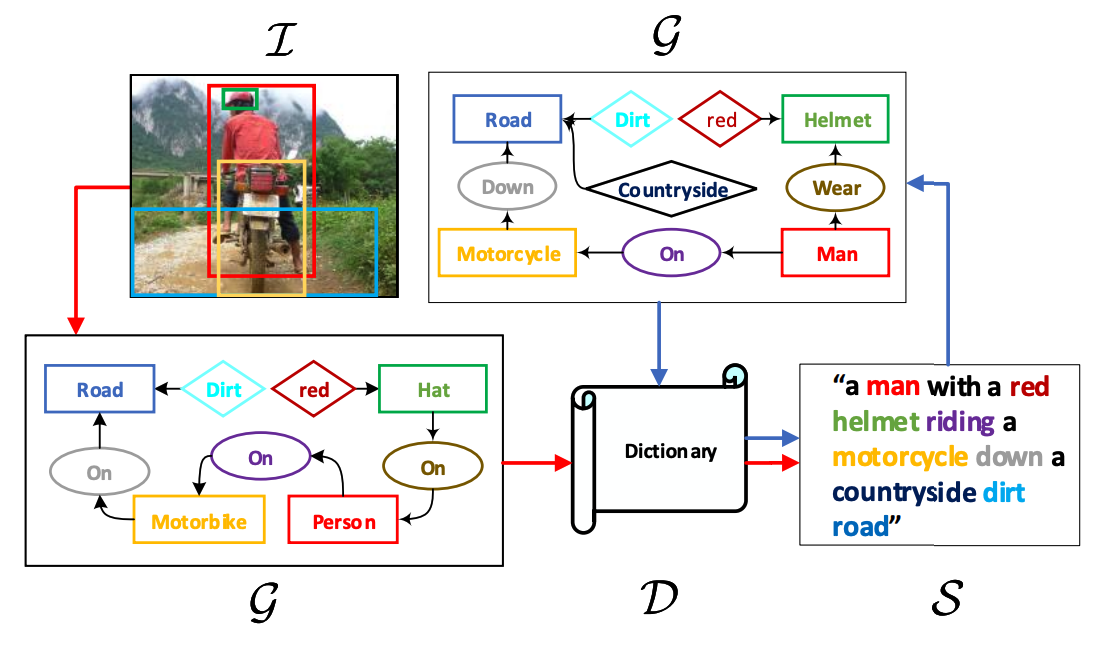 I
G
Road
Dirt
red
Helmet
Down
Countryside
Wear
Motorcycle
On
Man
Road
Dirt
red
Hat
On
On
On
Motorbike
Person
Dictionary
“a man with a red
helmet riding a
motorcycle down a
countryside dirt
road”
G
D
S